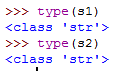 >>> type(s1)
<class 'str'>
>>> type(s2)
<class 'str'>